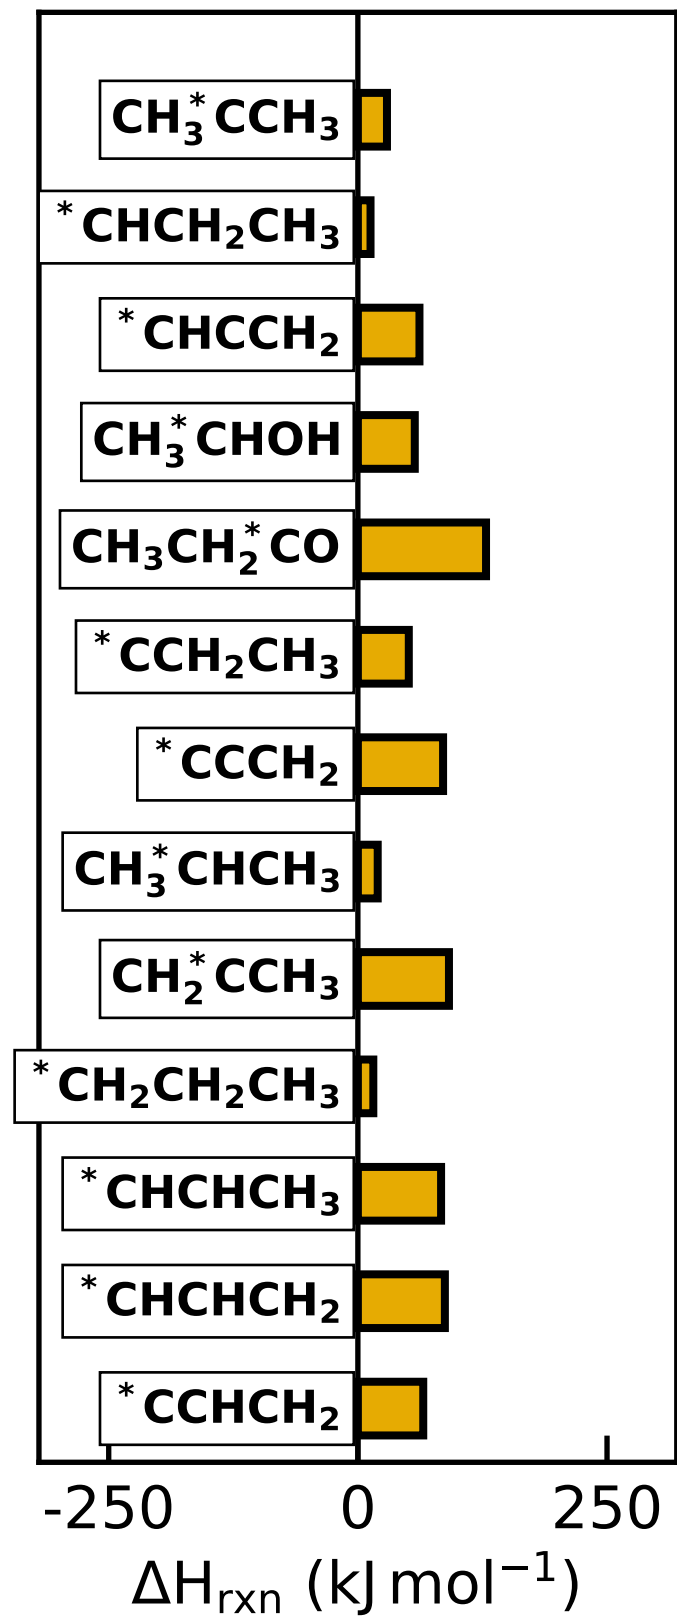 CH₃*CCH₃
*CHCH₂CH₃
*CHCCH₂
CH₃*CHOH
CH₃CH₂*CO
*CCH₂CH₃
*CCCH₂
CH₃*CHCH₃
CH₂*CCH₃
*CH₂CH₂CH₃
*CHCHCH₃
*CHCHCH₂
*CCHCH₂
-250 0 250
ΔHᵣₓₙ (kJ mol⁻¹)